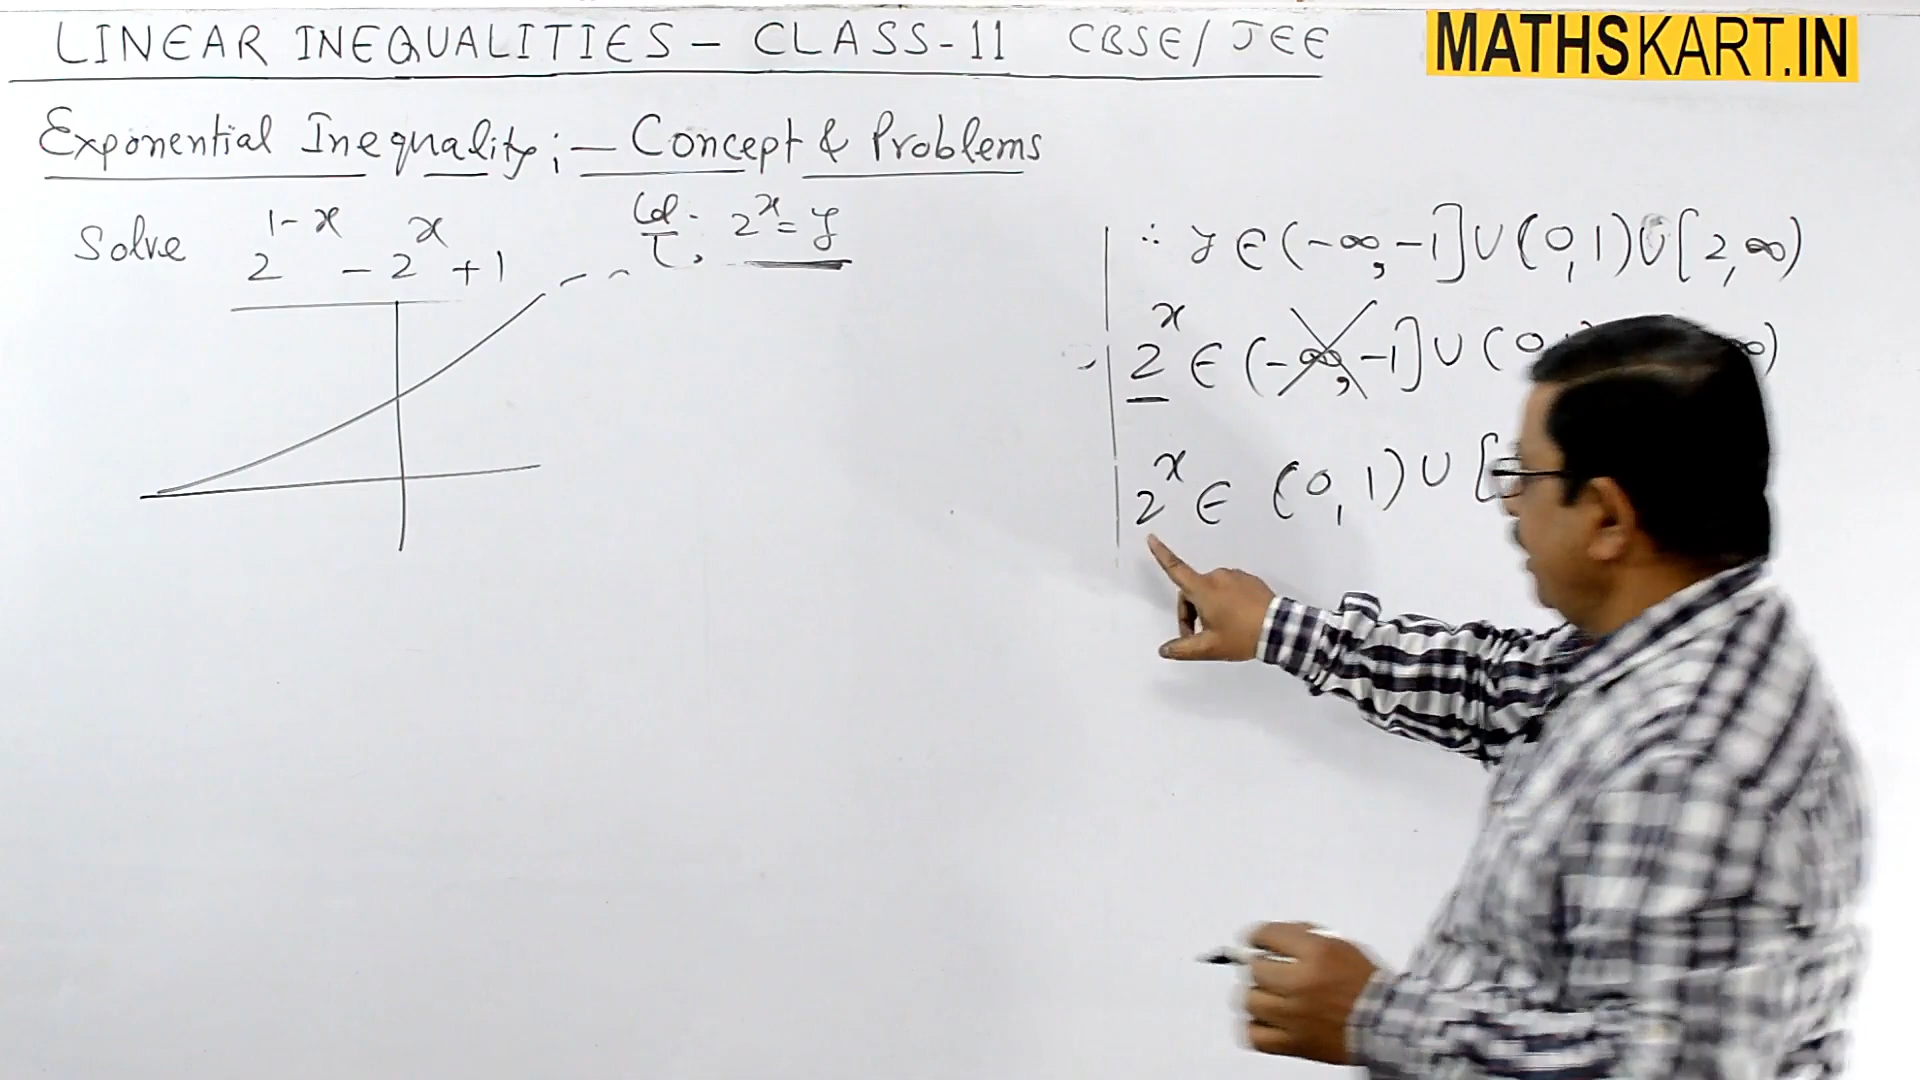 LINEAR INEQUALITIES - CLASS-11 CBSE/JEE
MATHSKART.IN
Exponential Inequality; - Concept & Problems
Solve 2^(1-x) - 2^x + 1
Let. 2^x = y
∴ y ∈ (-∞, -1] ∪ (0, 1) ∪ [2, ∞)
2^x ∈ (-∞, -1] ∪ (0
2^x ∈ (0, 1) ∪ [